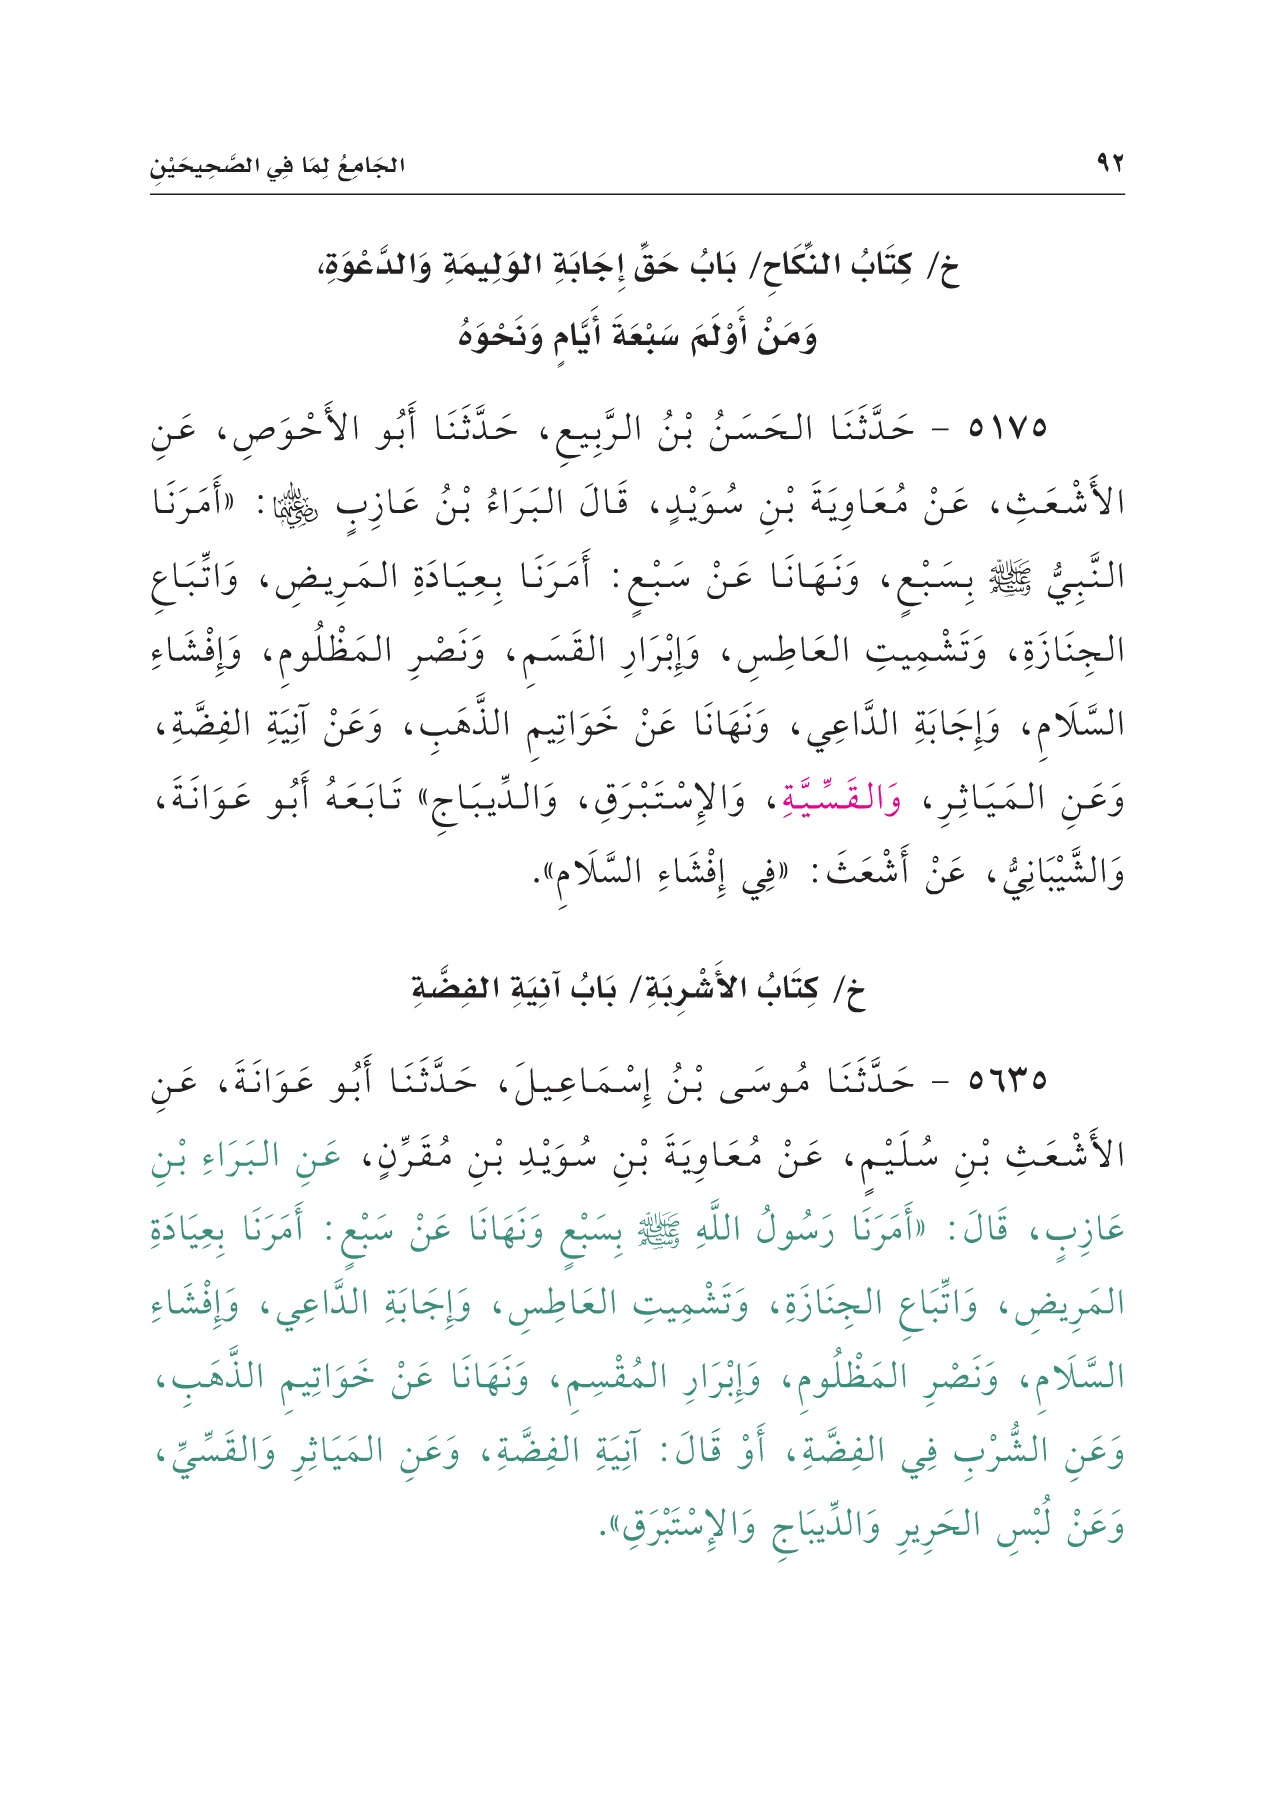 ٩٢
الجَامِعُ لِمَا فِي الصَّحِيحَيْنِ
خ/ كِتَابُ النِّكَاحِ/ بَابُ حَقِّ إِجَابَةِ الوَلِيمَةِ وَالدَّعْوَةِ،
وَمَنْ أَوْلَمَ سَبْعَةَ أَيَّامٍ وَنَحْوَهُ
٥١٧٥ – حَدَّثَنَا الحَسَنُ بْنُ الرَّبِيعِ، حَدَّثَنَا أَبُو الأَحْوَصِ، عَنِ
الأَشْعَثِ، عَنْ مُعَاوِيَةَ بْنِ سُوَيْدٍ، قَالَ البَرَاءُ بْنُ عَازِبٍ رضي الله عنهما: «أَمَرَنَا
النَّبِيُّ ﷺ بِسَبْعٍ، وَنَهَانَا عَنْ سَبْعٍ: أَمَرَنَا بِعِيَادَةِ المَرِيضِ، وَاتِّبَاعِ
الجِنَازَةِ، وَتَشْمِيتِ العَاطِسِ، وَإِبْرَارِ القَسَمِ، وَنَصْرِ المَظْلُومِ، وَإِفْشَاءِ
السَّلَامِ، وَإِجَابَةِ الدَّاعِي، وَنَهَانَا عَنْ خَوَاتِيمِ الذَّهَبِ، وَعَنْ آنِيَةِ الفِضَّةِ،
وَعَنِ المَيَاثِرِ، وَالقَسِّيَّةِ، وَالإِسْتَبْرَقِ، وَالدِّيبَاجِ» تَابَعَهُ أَبُو عَوَانَةَ،
وَالشَّيْبَانِيُّ، عَنْ أَشْعَثَ: «فِي إِفْشَاءِ السَّلَامِ».
خ/ كِتَابُ الأَشْرِبَةِ/ بَابُ آنِيَةِ الفِضَّةِ
٥٦٣٥ – حَدَّثَنَا مُوسَى بْنُ إِسْمَاعِيلَ، حَدَّثَنَا أَبُو عَوَانَةَ، عَنِ
الأَشْعَثِ بْنِ سُلَيْمٍ، عَنْ مُعَاوِيَةَ بْنِ سُوَيْدِ بْنِ مُقَرِّنٍ، عَنِ البَرَاءِ بْنِ
عَازِبٍ، قَالَ: «أَمَرَنَا رَسُولُ اللَّهِ ﷺ بِسَبْعٍ وَنَهَانَا عَنْ سَبْعٍ: أَمَرَنَا بِعِيَادَةِ
المَرِيضِ، وَاتِّبَاعِ الجِنَازَةِ، وَتَشْمِيتِ العَاطِسِ، وَإِجَابَةِ الدَّاعِي، وَإِفْشَاءِ
السَّلَامِ، وَنَصْرِ المَظْلُومِ، وَإِبْرَارِ المُقْسِمِ، وَنَهَانَا عَنْ خَوَاتِيمِ الذَّهَبِ،
وَعَنِ الشُّرْبِ فِي الفِضَّةِ، أَوْ قَالَ: آنِيَةِ الفِضَّةِ، وَعَنِ المَيَاثِرِ وَالقَسِّيِّ،
وَعَنْ لُبْسِ الحَرِيرِ وَالدِّيبَاجِ وَالإِسْتَبْرَقِ».